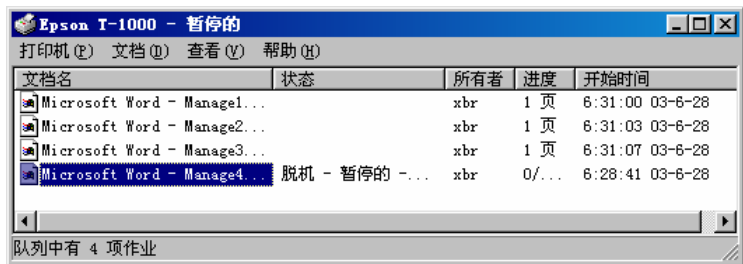 Epson T-1000 - 暂停的
打印机(P) 文档(D) 查看(V) 帮助(H)
文档名 状态 所有者 进度 开始时间
Microsoft Word - Manage1... xbr 1 页 6:31:00 03-6-28
Microsoft Word - Manage2... xbr 1 页 6:31:03 03-6-28
Microsoft Word - Manage3... xbr 1 页 6:31:07 03-6-28
Microsoft Word - Manage4... 脱机 - 暂停的 -... xbr 0/... 6:28:41 03-6-28
队列中有 4 项作业